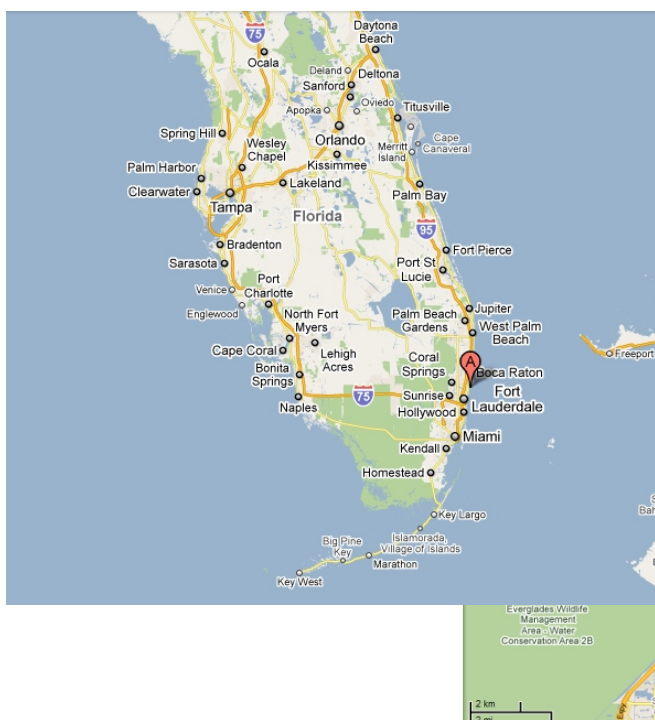 Daytona
Beach
75
Ocala
Deland
Deltona
Sanford
Apopka
Oviedo
Titusville
Orlando
Spring Hill
Wesley
Chapel
Merritt
Island
Cape
Canaveral
Kissimmee
Palm Harbor
Lakeland
Clearwater
Tampa
Palm Bay
Florida
95
Bradenton
Fort Pierce
Sarasota
Port St
Lucie
Port
Charlotte
Venice
Englewood
North Fort
Myers
Jupiter
Palm Beach
Gardens
West Palm
Beach
Cape Coral
Lehigh
Acres
Coral
Springs
Freeport
A
Boca Raton
Bonita
Springs
75
Sunrise
Fort
Lauderdale
Naples
Hollywood
Miami
Kendall
Homestead
Key Largo
Islamorada,
Village of Islands
Big Pine
Key
Marathon
Key West
Everglades Wildlife
Management
Area - Water
Conservation Area 2B
2 km
2 mi
Expy